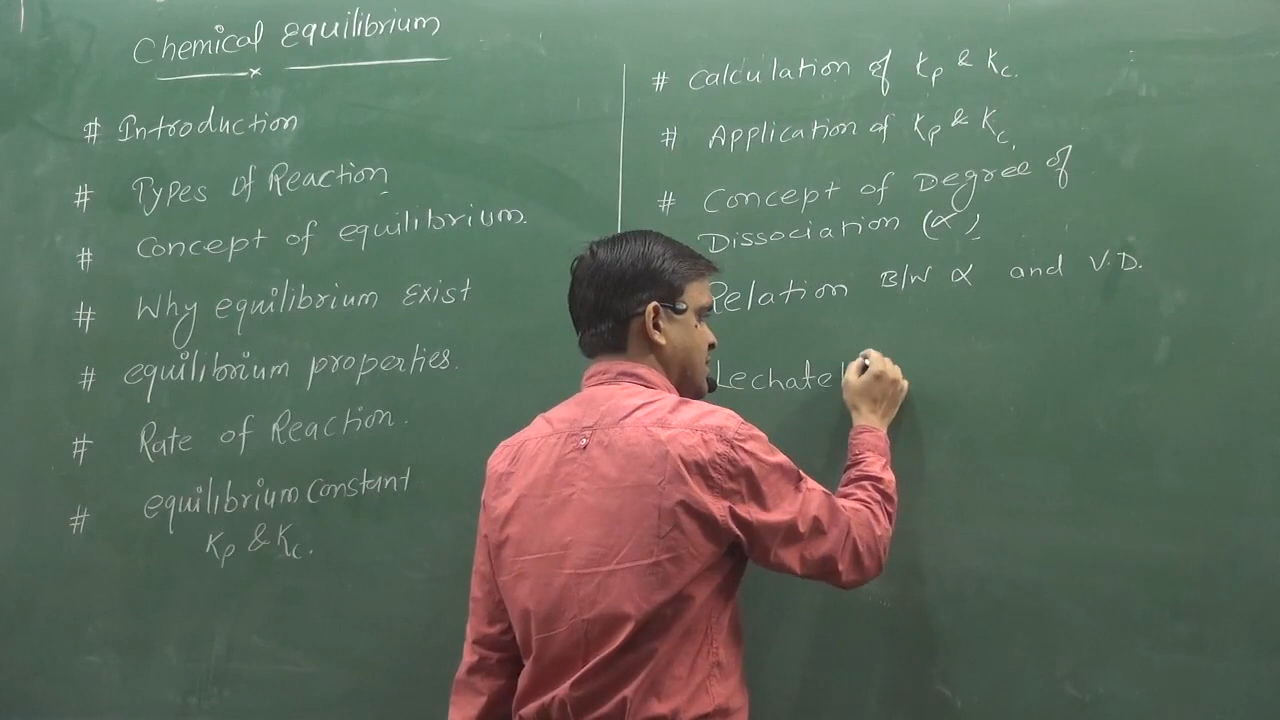 Chemical equilibrium
# Introduction
# Types of Reaction
# Concept of equilibrium.
# Why equilibrium Exist
# equilibrium properties.
# Rate of Reaction.
# equilibrium Constant
Kp & Kc.
# Calculation of Kp & Kc.
# Application of Kp & Kc.
# Concept of Degree of
Dissociation (α)
Relation B/W α and V.D.
Lechatel